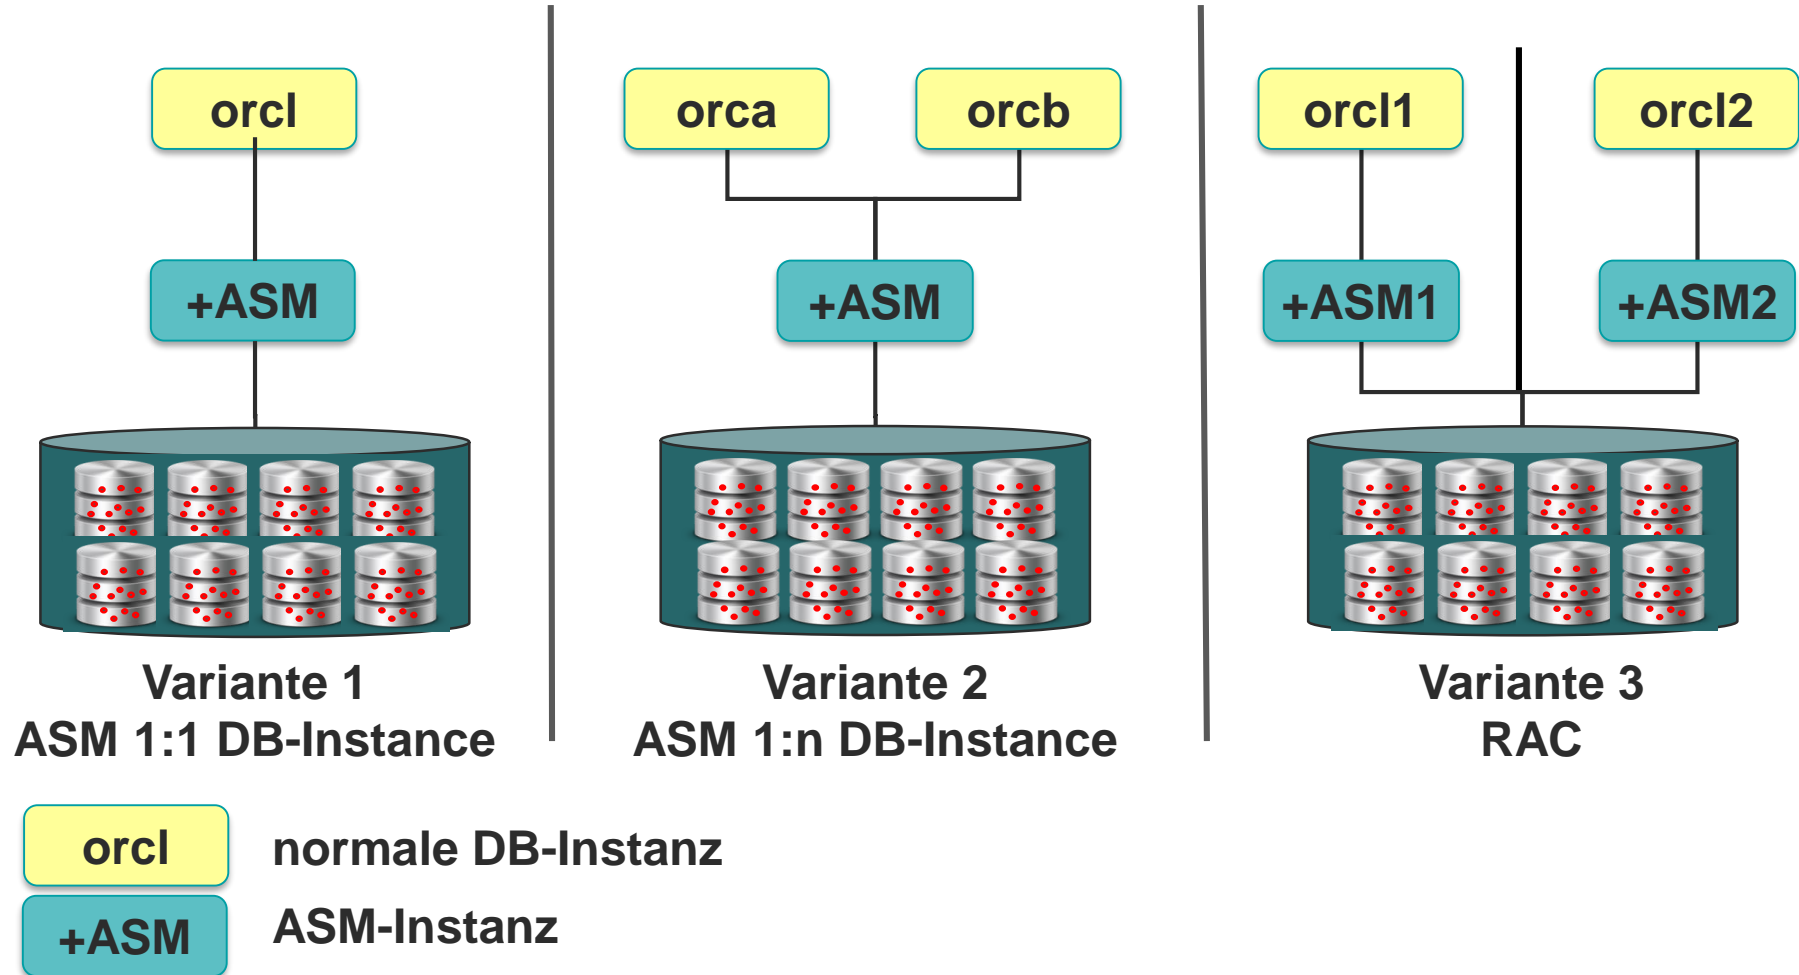 orcl
orca
orcb
orcl1
orcl2
+ASM
+ASM
+ASM1
+ASM2
Variante 1
ASM 1:1 DB-Instance
Variante 2
ASM 1:n DB-Instance
Variante 3
RAC
orcl
normale DB-Instanz
+ASM
ASM-Instanz